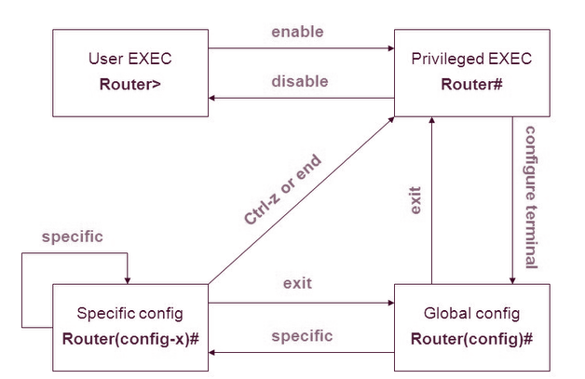 enable
User EXEC
Router>
Privileged EXEC
Router#
disable
configure terminal
Ctrl-z or end
exit
specific
exit
Specific config
Router(config-x)#
Global config
Router(config)#
specific